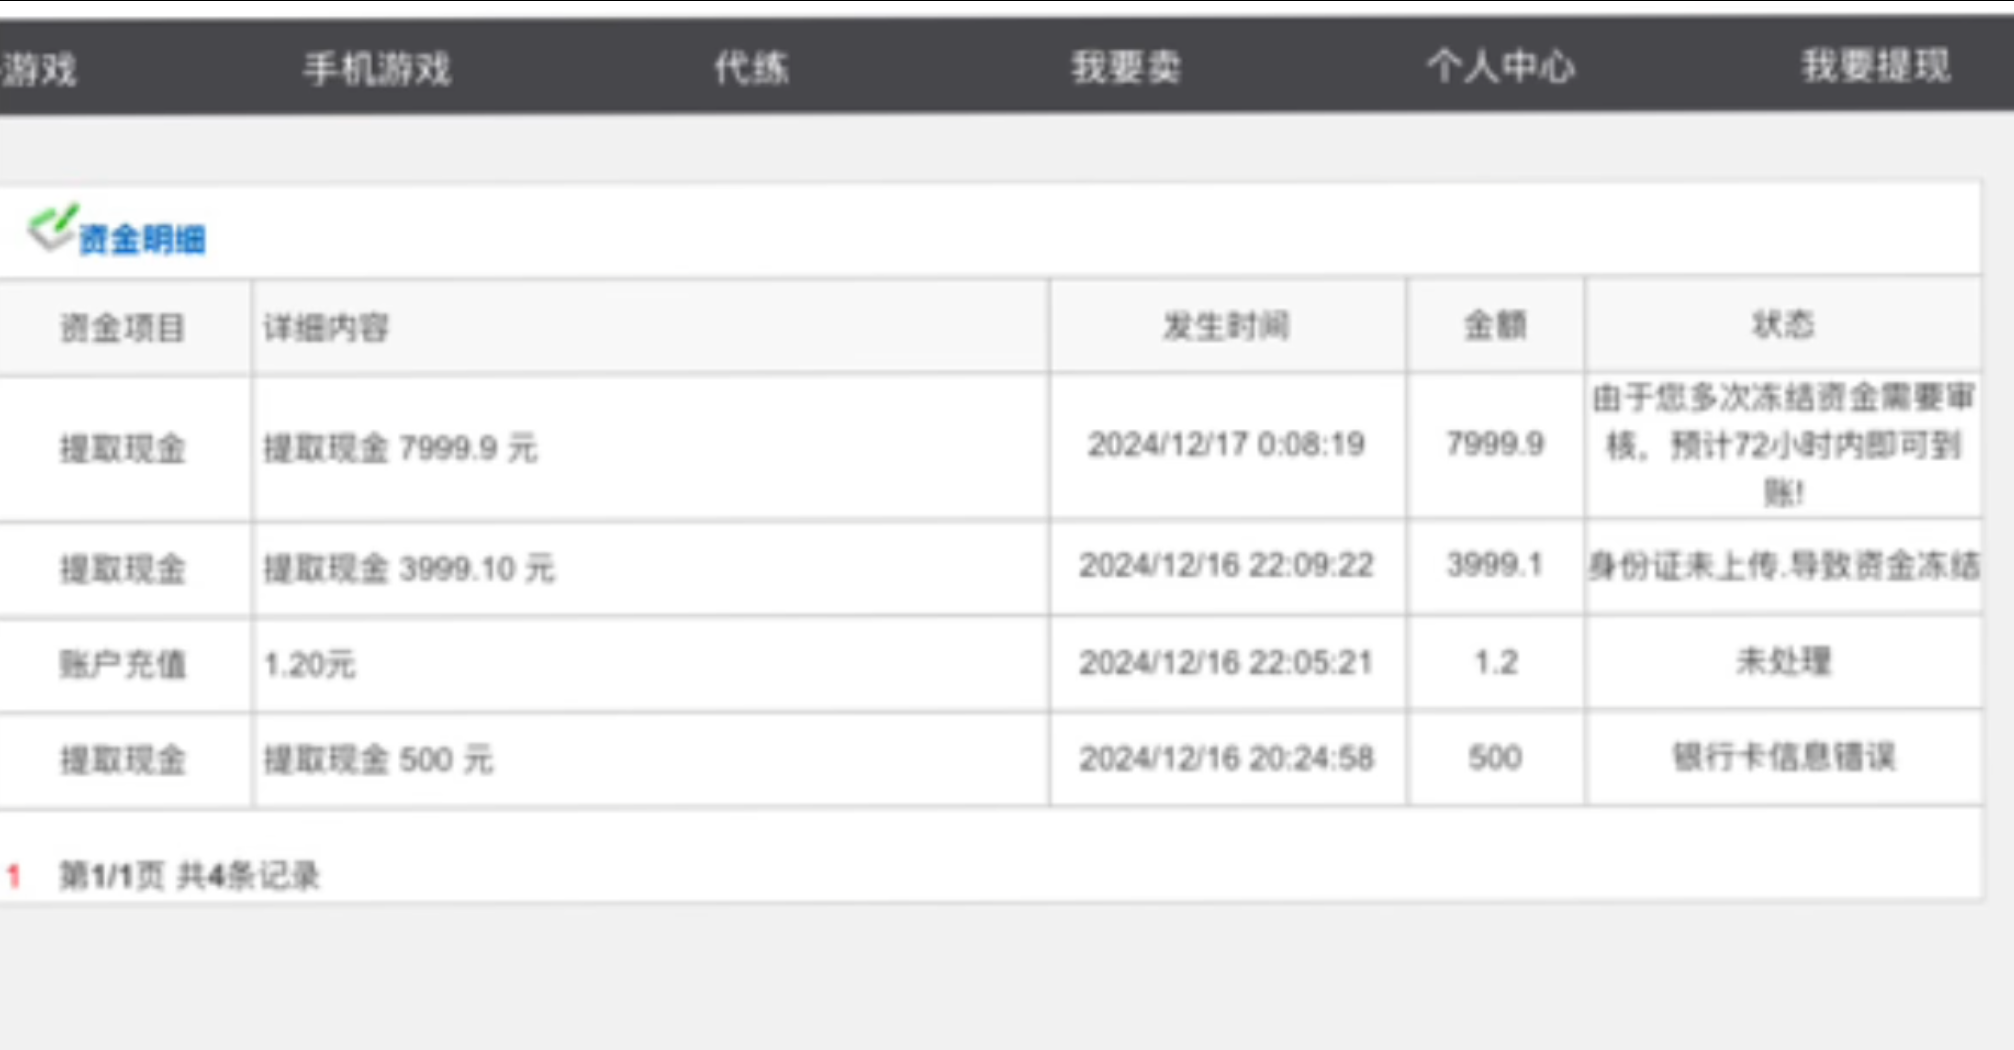 游戏 手机游戏 代练 我要卖 个人中心 我要提现
资金明细
资金项目 详细内容 发生时间 金额 状态
提取现金 提取现金 7999.9 元 2024/12/17 0:08:19 7999.9 由于您多次冻结资金需要审
核，预计72小时内即可到
账!
提取现金 提取现金 3999.10 元 2024/12/16 22:09:22 3999.1 身份证未上传.导致资金冻结
账户充值 1.20元 2024/12/16 22:05:21 1.2 未处理
提取现金 提取现金 500 元 2024/12/16 20:24:58 500 银行卡信息错误
1 第1/1页 共4条记录